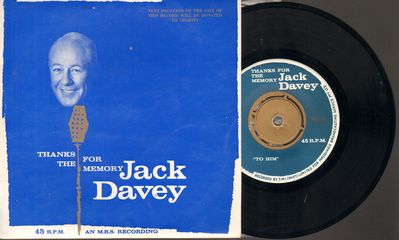 NETT PROCEEDS OF THE SALE OF
THIS RECORD WILL BE DONATED
TO CHARITY
THANKS FOR
THE MEMORY
Jack
Davey
45 R.P.M. AN M.B.S. RECORDING
THANKS FOR
THE
MEMORY
Jack
Davey
45 R.P.M.
"TO HIM"